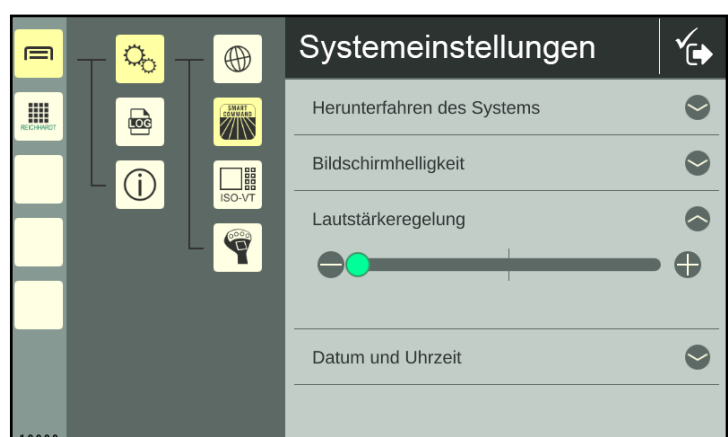 Systemeinstellungen
REICHHARDT
LOG
SMART
COMMAND
ISO-VT
Herunterfahren des Systems
Bildschirmhelligkeit
Lautstärkeregelung
Datum und Uhrzeit